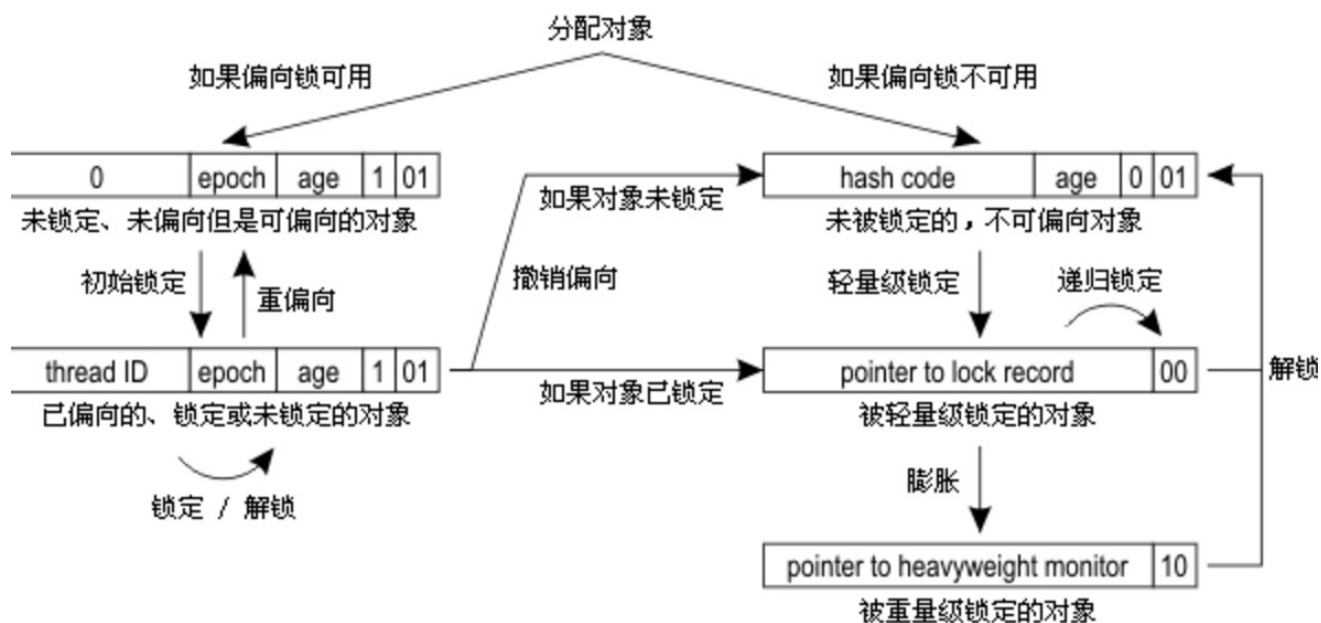 分配对象
如果偏向锁可用 如果偏向锁不可用
0 epoch age 1 01 hash code age 0 01
未锁定、未偏向但是可偏向的对象 如果对象未锁定 未被锁定的，不可偏向对象
初始锁定 重偏向 撤销偏向 轻量级锁定 递归锁定
thread ID epoch age 1 01 pointer to lock record 00 解锁
已偏向的、锁定或未锁定的对象 如果对象已锁定 被轻量级锁定的对象
锁定 / 解锁 膨胀
pointer to heavyweight monitor 10
被重量级锁定的对象